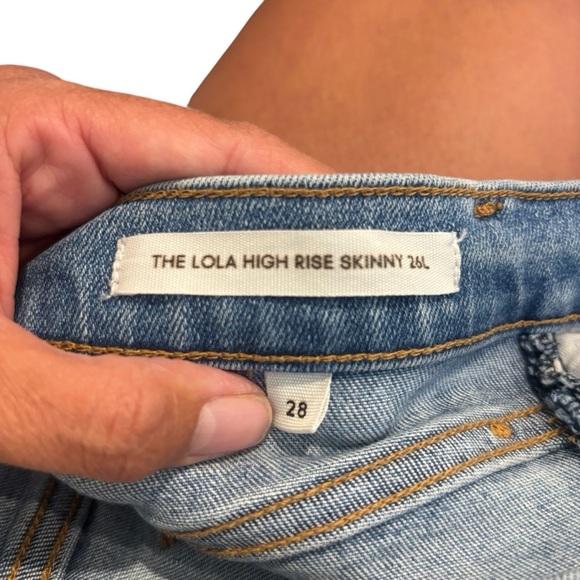 THE LOLA HIGH RISE SKINNY 26L
28